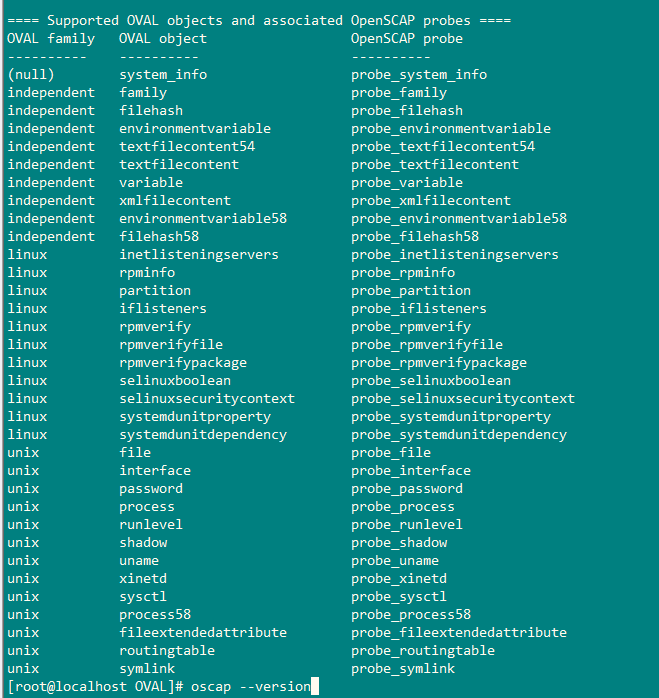 ==== Supported OVAL objects and associated OpenSCAP probes ====
OVAL family   OVAL object                  OpenSCAP probe
----------    ----------                   ----------
(null)        system_info                  probe_system_info
independent   family                       probe_family
independent   filehash                     probe_filehash
independent   environmentvariable          probe_environmentvariable
independent   textfilecontent54            probe_textfilecontent54
independent   textfilecontent              probe_textfilecontent
independent   variable                     probe_variable
independent   xmlfilecontent               probe_xmlfilecontent
independent   environmentvariable58        probe_environmentvariable58
independent   filehash58                   probe_filehash58
linux         inetlisteningservers         probe_inetlisteningservers
linux         rpminfo                      probe_rpminfo
linux         partition                    probe_partition
linux         iflisteners                  probe_iflisteners
linux         rpmverify                    probe_rpmverify
linux         rpmverifyfile                probe_rpmverifyfile
linux         rpmverifypackage             probe_rpmverifypackage
linux         selinuxboolean               probe_selinuxboolean
linux         selinuxsecuritycontext       probe_selinuxsecuritycontext
linux         systemdunitproperty          probe_systemdunitproperty
linux         systemdunitdependency        probe_systemdunitdependency
unix          file                         probe_file
unix          interface                    probe_interface
unix          password                     probe_password
unix          process                      probe_process
unix          runlevel                     probe_runlevel
unix          shadow                       probe_shadow
unix          uname                        probe_uname
unix          xinetd                       probe_xinetd
unix          sysctl                       probe_sysctl
unix          process58                    probe_process58
unix          fileextendedattribute        probe_fileextendedattribute
unix          routingtable                 probe_routingtable
unix          symlink                      probe_symlink
[root@localhost OVAL]# oscap --version